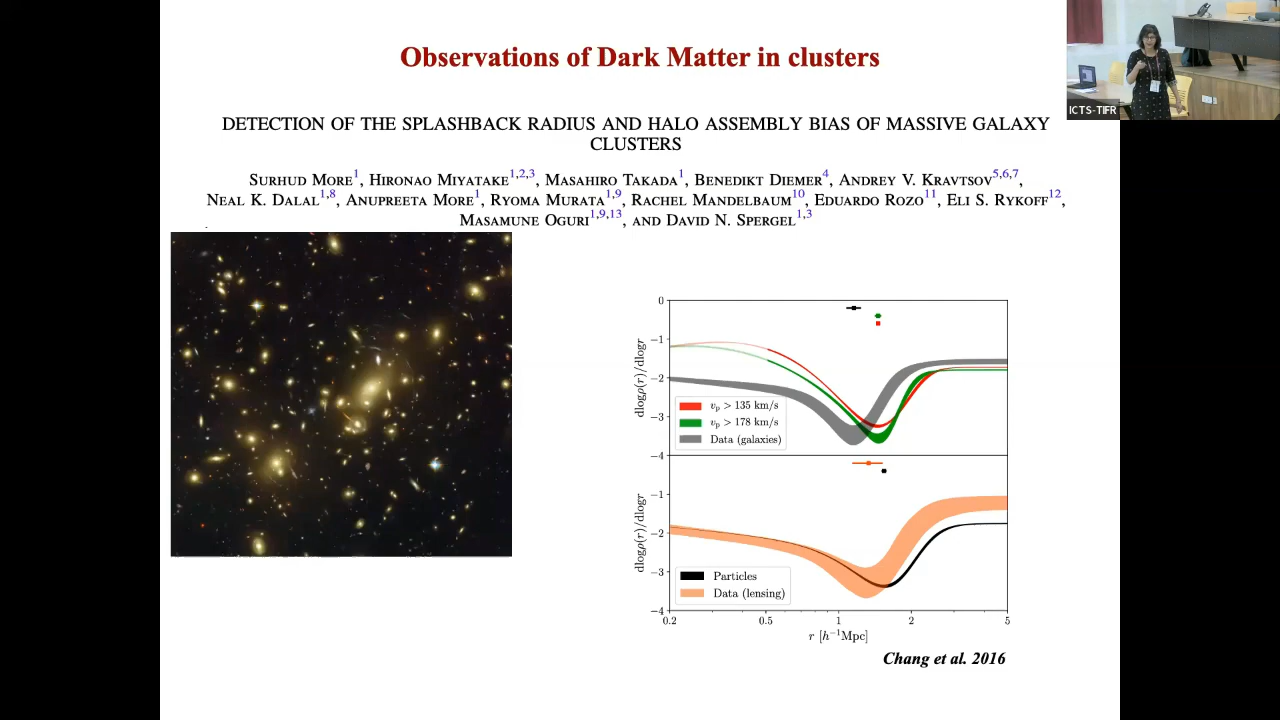 Observations of Dark Matter in clusters
ICTS-TIFR
DETECTION OF THE SPLASHBACK RADIUS AND HALO ASSEMBLY BIAS OF MASSIVE GALAXY
CLUSTERS
SURHUD MORE1, HIRONAO MIYATAKE1,2,3, MASAHIRO TAKADA1, BENEDIKT DIEMER4, ANDREY V. KRAVTSOV5,6,7,
NEAL K. DALAL1,8, ANUPREETA MORE1, RYOMA MURATA1,9, RACHEL MANDELBAUM10, EDUARDO ROZO11, ELI S. RYKOFF12,
MASAMUNE OGURI1,9,13, AND DAVID N. SPERGEL1,3
0
−1
−2
−3
−4
dlogρ(r)/dlogr
vp > 135 km/s
vp > 178 km/s
Data (galaxies)
−1
−2
−3
−4
dlogρ(r)/dlogr
Particles
Data (lensing)
0.2 0.5 1 2 5
r [h−1Mpc]
Chang et al. 2016